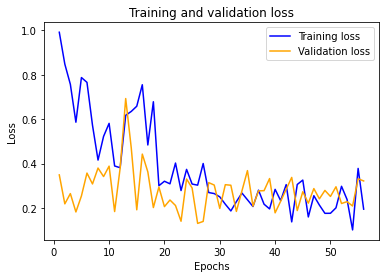 Training and validation loss
Training loss
Validation loss
1.0
0.8
0.6
0.4
0.2
Loss
0 10 20 30 40 50
Epochs